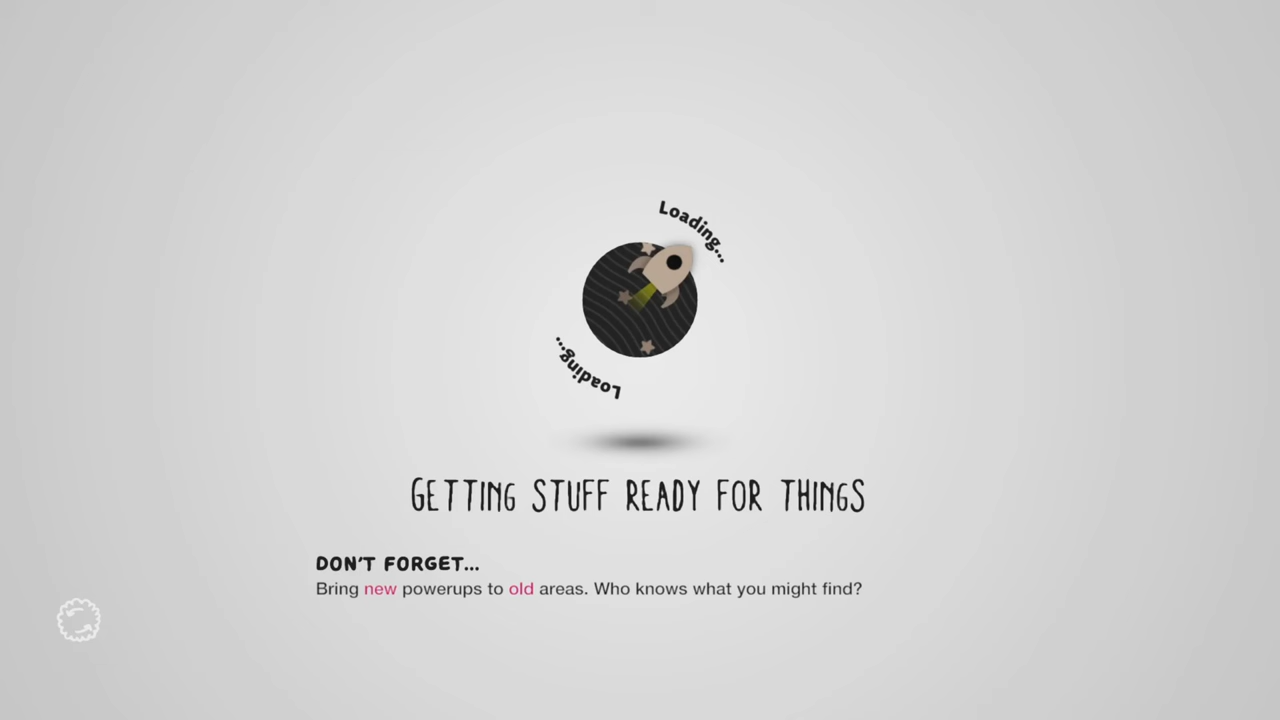 Loading...
Loading...
GETTING STUFF READY FOR THINGS
DON'T FORGET...
Bring new powerups to old areas. Who knows what you might find?